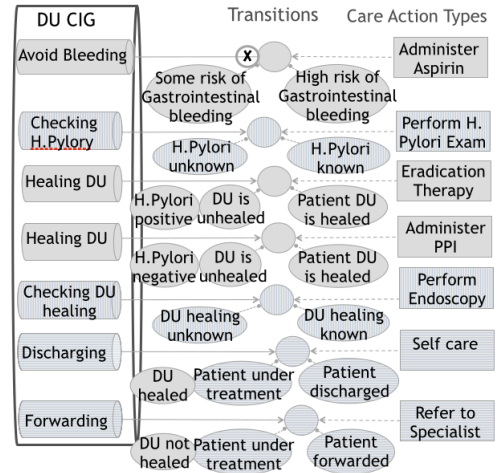 DU CIG
Transitions
Care Action Types
Avoid Bleeding
X
Administer
Aspirin
Some risk of
Gastrointestinal
bleeding
High risk of
Gastrointestinal
bleeding
Checking
H.Pylory
Perform H.
Pylori Exam
H.Pylori
unknown
H.Pylori
known
Healing DU
Eradication
Therapy
H.Pylori
positive
DU is
unhealed
Patient DU
is healed
Healing DU
Administer
PPI
H.Pylori
negative
DU is
unhealed
Patient DU
is healed
Checking DU
healing
Perform
Endoscopy
DU healing
unknown
DU healing
known
Discharging
Self care
DU
healed
Patient under
treatment
Patient
discharged
Forwarding
Refer to
Specialist
DU not
healed
Patient under
treatment
Patient
forwarded